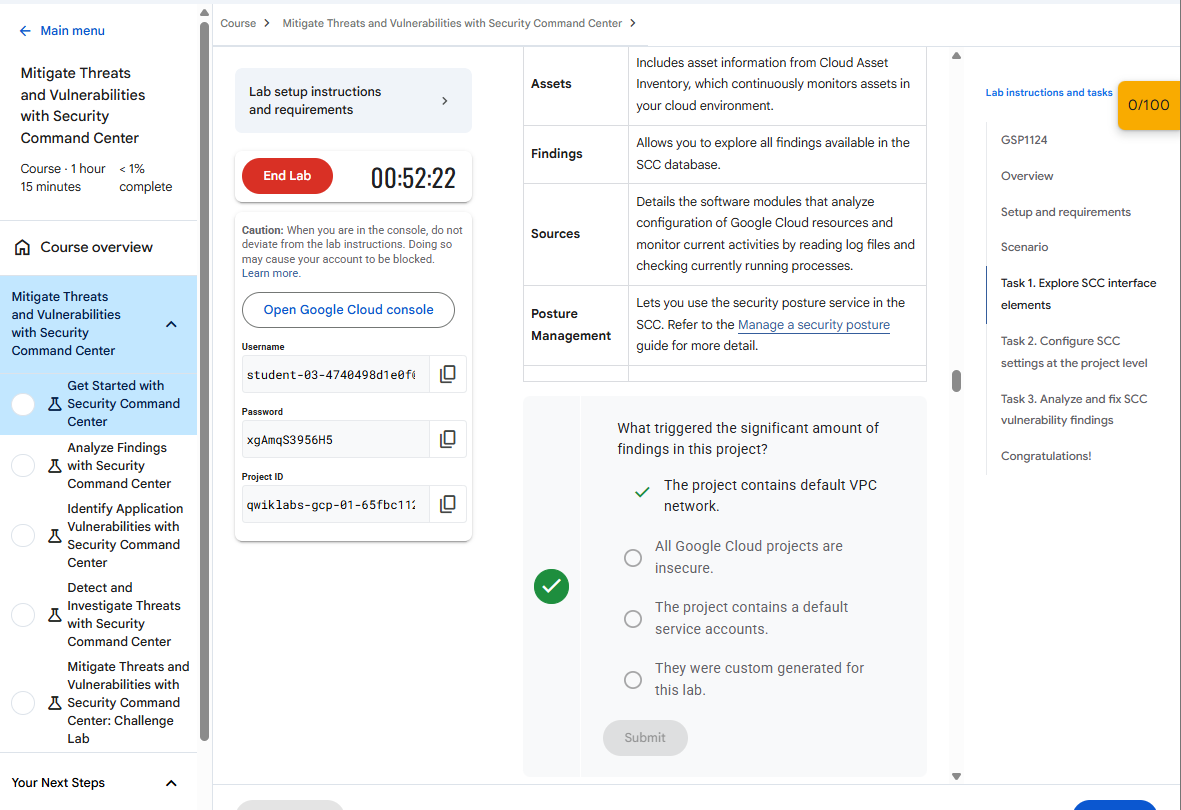 Main menu
Mitigate Threats
and Vulnerabilities
with Security
Command Center
Course · 1 hour
15 minutes
< 1%
complete
Course overview
Mitigate Threats
and Vulnerabilities
with Security
Command Center
Get Started with
Security Command
Center
Analyze Findings
with Security
Command Center
Identify Application
Vulnerabilities with
Security Command
Center
Detect and
Investigate Threats
with Security
Command Center
Mitigate Threats and
Vulnerabilities with
Security Command
Center: Challenge
Lab
Your Next Steps
Course
Mitigate Threats and Vulnerabilities with Security Command Center
Lab setup instructions
and requirements
End Lab
00:52:22
Caution: When you are in the console, do not
deviate from the lab instructions. Doing so
may cause your account to be blocked.
Learn more.
Open Google Cloud console
Username
student-03-4740498d1e0f
Password
xgAmqS3956H5
Project ID
qwiklabs-gcp-01-65fbc112
Assets
Includes asset information from Cloud Asset
Inventory, which continuously monitors assets in
your cloud environment.
Findings
Allows you to explore all findings available in the
SCC database.
Sources
Details the software modules that analyze
configuration of Google Cloud resources and
monitor current activities by reading log files and
checking currently running processes.
Posture
Management
Lets you use the security posture service in the
SCC. Refer to the Manage a security posture
guide for more detail.
What triggered the significant amount of
findings in this project?
The project contains default VPC
network.
All Google Cloud projects are
insecure.
The project contains a default
service accounts.
They were custom generated for
this lab.
Submit
Lab instructions and tasks
0/100
GSP1124
Overview
Setup and requirements
Scenario
Task 1. Explore SCC interface
elements
Task 2. Configure SCC
settings at the project level
Task 3. Analyze and fix SCC
vulnerability findings
Congratulations!